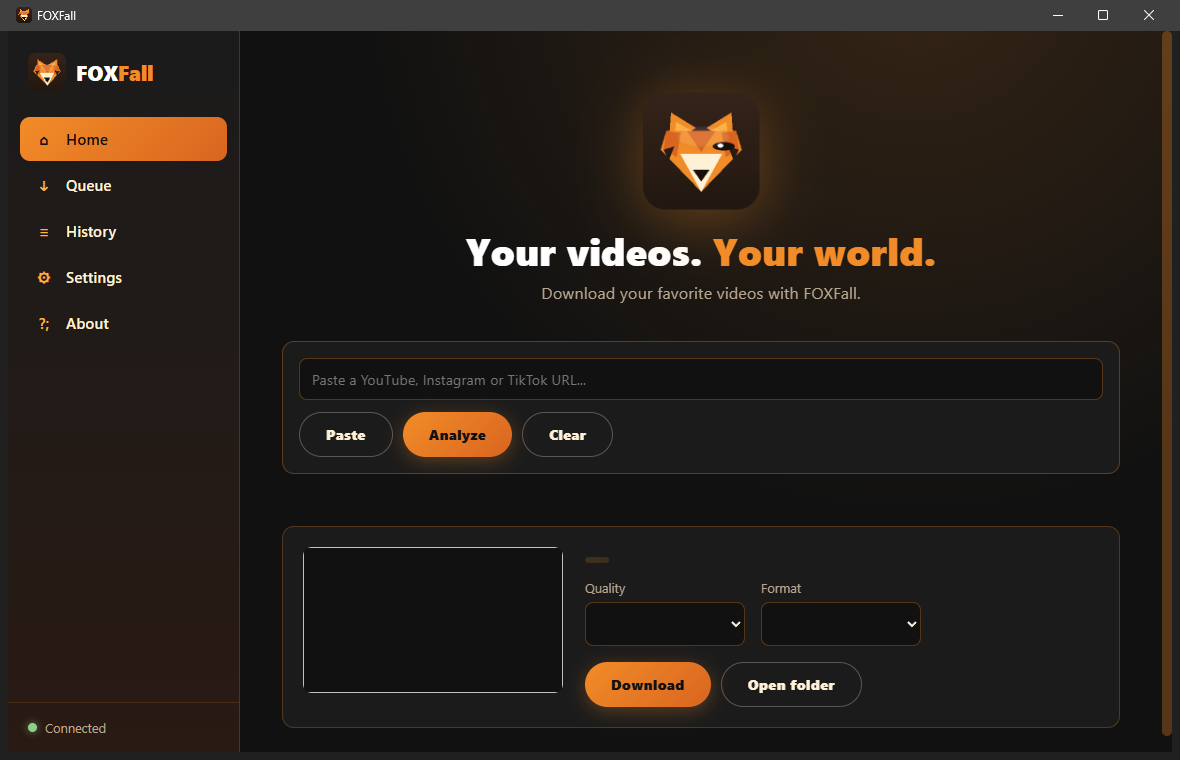 FOXFall
FOXFall
Home
Queue
History
Settings
?; About
Connected
Your videos. Your world.
Download your favorite videos with FOXFall.
Paste a YouTube, Instagram or TikTok URL...
Paste Analyze Clear
Quality Format
Download Open folder